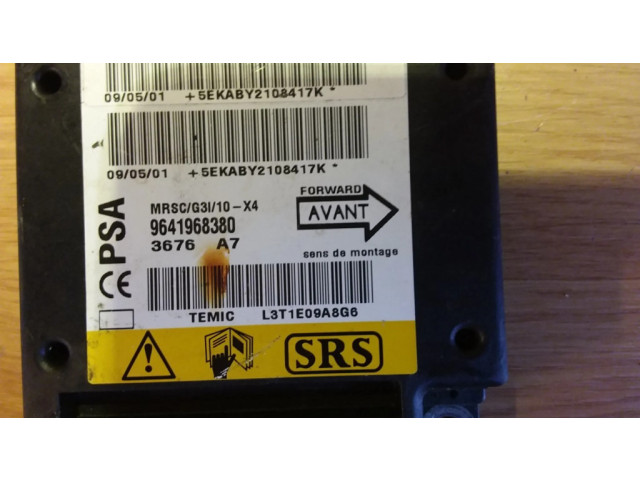 09/05/01 +5EKABY2108417K*
09/05/01 +5EKABY2108417K*
PSA
MRSC/G3I/10-X4
9641968380
3676 A7
FORWARD
AVANT
sens de montage
CE
TEMIC L3T1E09A8G6
SRS